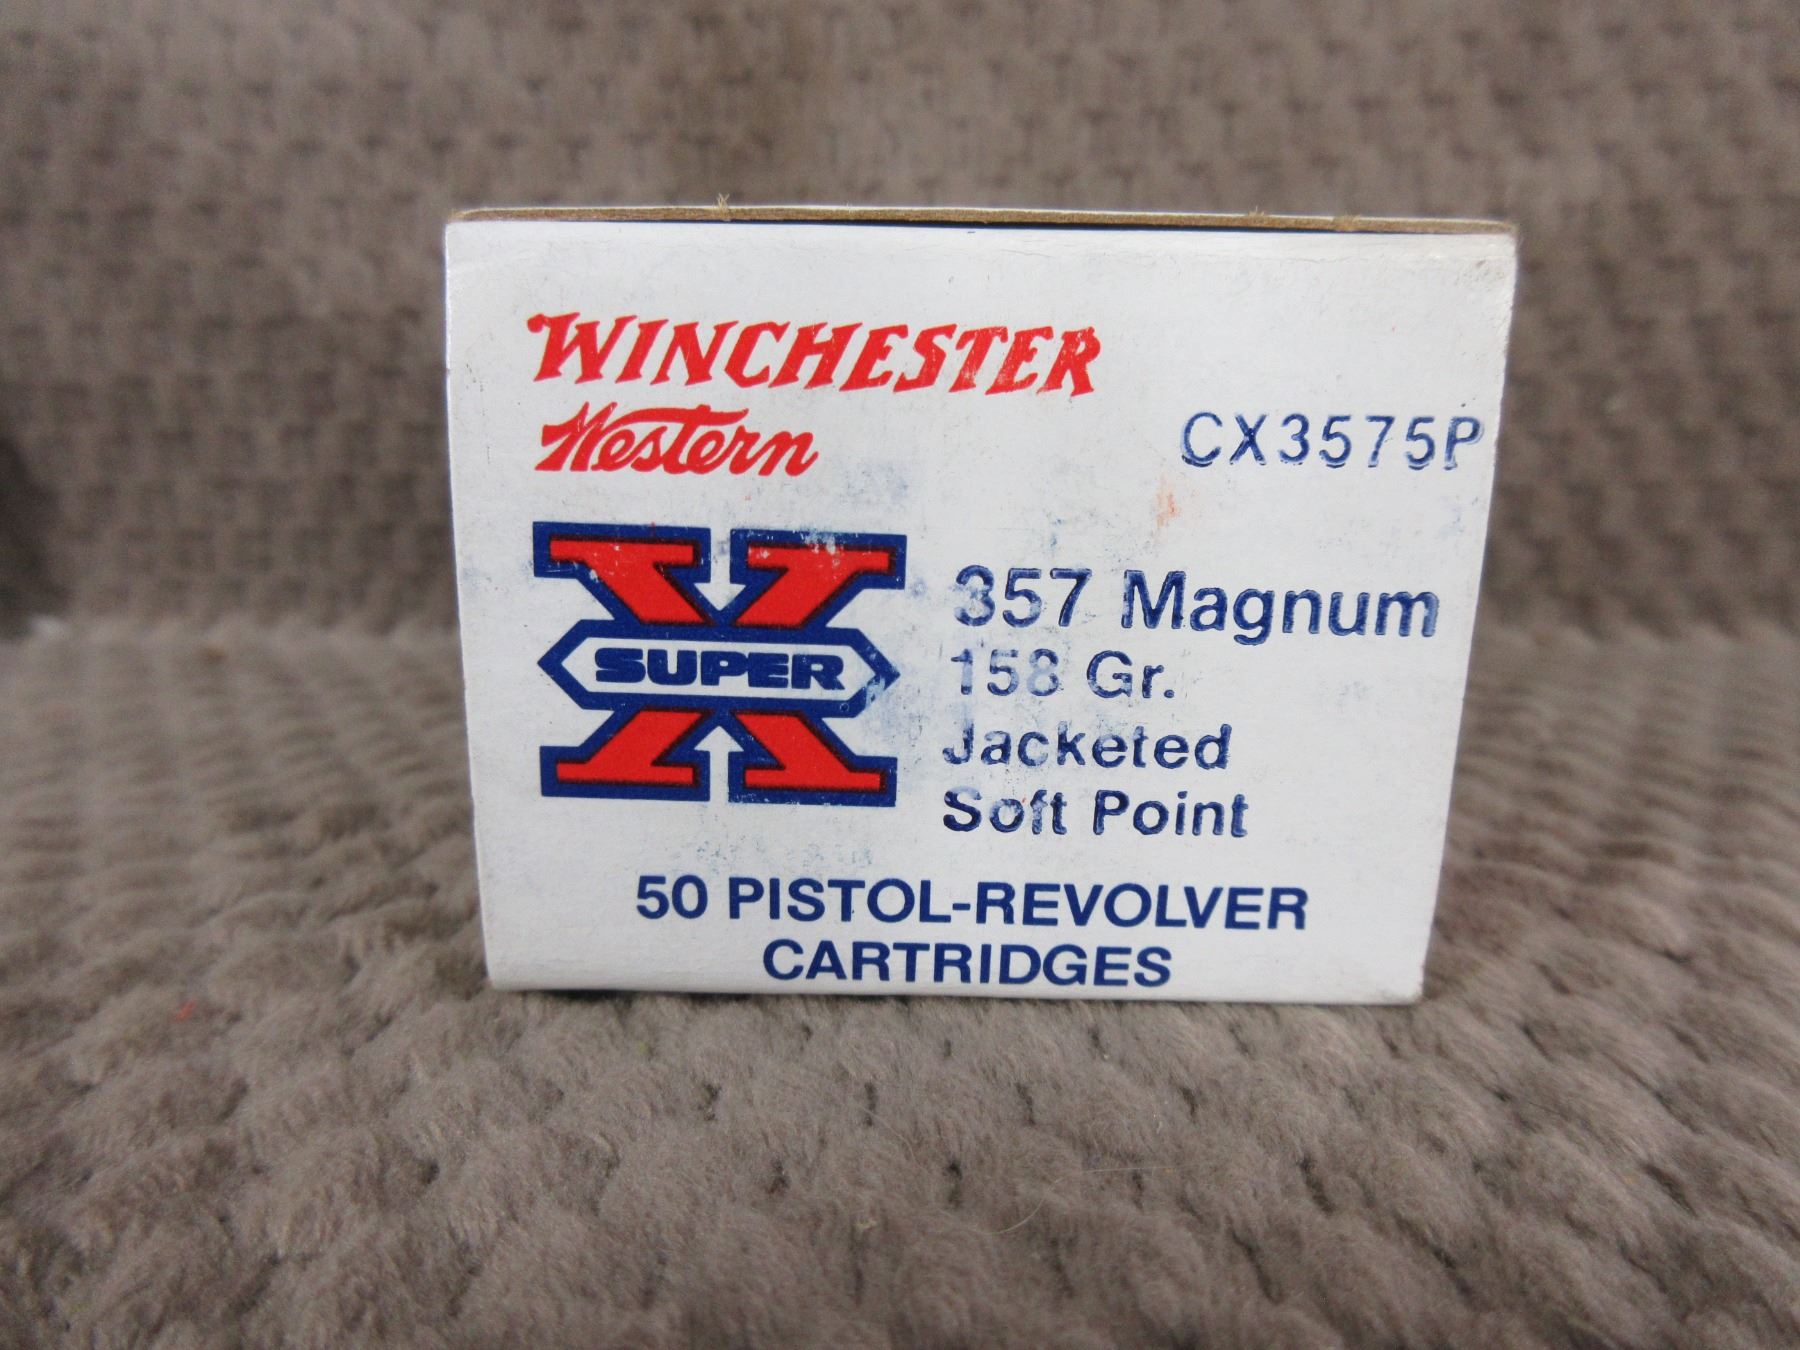 WINCHESTER
Western
CX3575P
X
SUPER
357 Magnum
158 Gr.
Jacketed
Soft Point
50 PISTOL-REVOLVER
CARTRIDGES